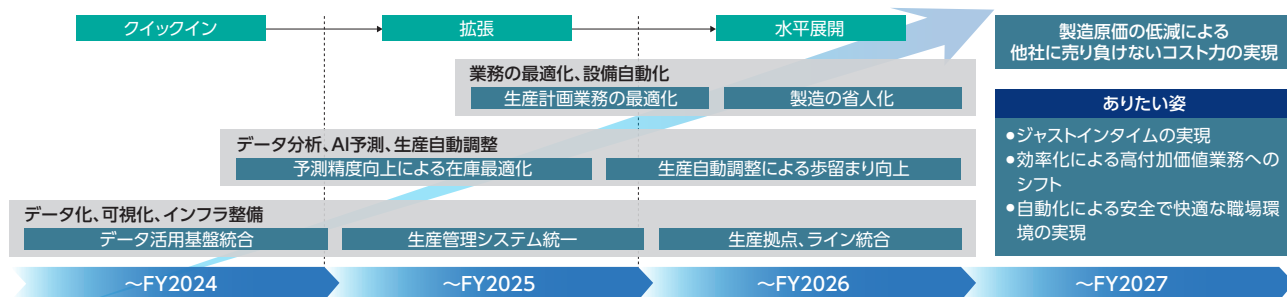 クイックイン
拡張
水平展開
製造原価の低減による
他社に売り負けないコスト力の実現
業務の最適化、設備自動化
生産計画業務の最適化
製造の省人化
データ分析、AI予測、生産自動調整
予測精度向上による在庫最適化
生産自動調整による歩留まり向上
データ化、可視化、インフラ整備
データ活用基盤統合
生産管理システム統一
生産拠点、ライン統合
ありたい姿
●ジャストインタイムの実現
●効率化による高付加価値業務への
シフト
●自動化による安全で快適な職場環
境の実現
～FY2024
～FY2025
～FY2026
～FY2027